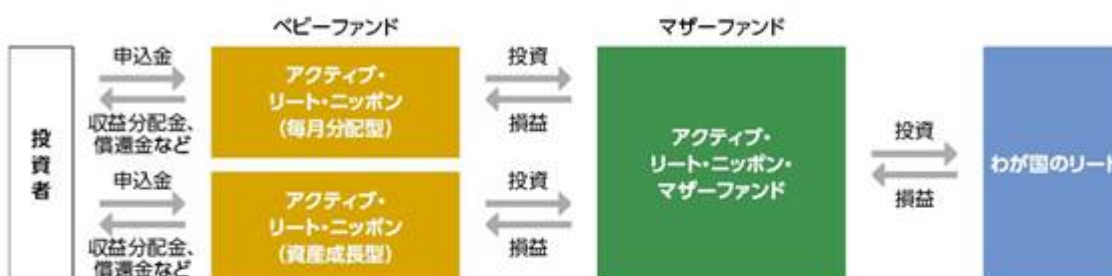 ベビーファンド
マザーファンド
投資者
申込金
収益分配金、
償還金など
アクティブ・
リート・ニッポン
(毎月分配型)
投資
損益
申込金
収益分配金、
償還金など
アクティブ・
リート・ニッポン
(資産成長型)
投資
損益
アクティブ・
リート・ニッポン・
マザーファンド
投資
損益
わが国のリート